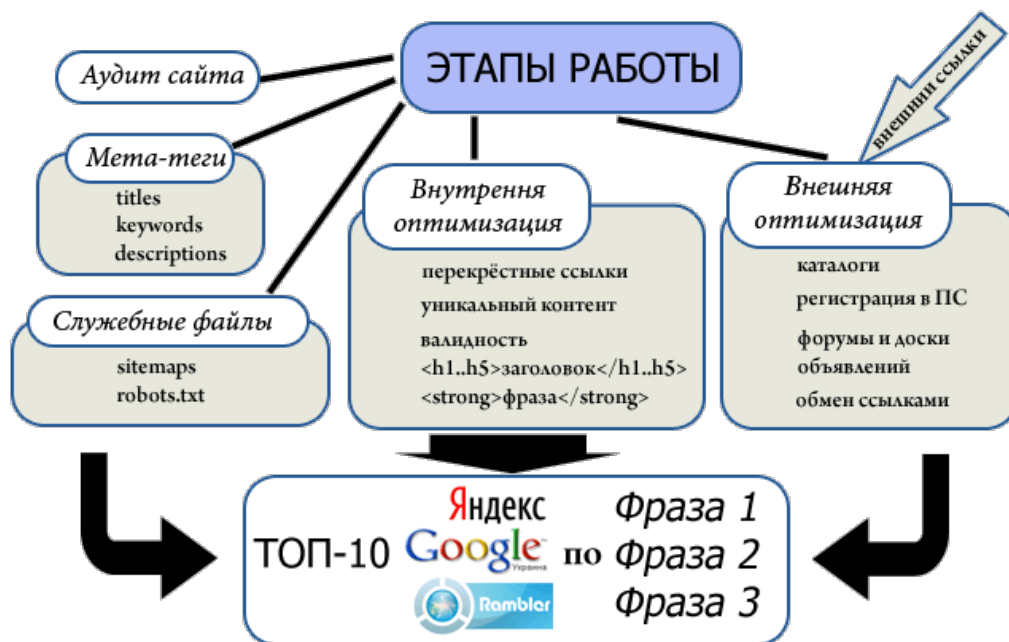 ЭТАПЫ РАБОТЫ
Аудит сайта
внешнии ссылки
Мета-теги
titles
keywords
descriptions
Служебные файлы
sitemaps
robots.txt
Внутрення
оптимизация
перекрёстные ссылки
уникальный контент
валидность
<h1..h5>заголовок</h1..h5>
<strong>фраза</strong>
Внешняя
оптимизация
каталоги
регистрация в ПС
форумы и доски
объявлений
обмен ссылками
ТОП-10
Яндекс
Google™
Украина
Rambler
по
Фраза 1
Фраза 2
Фраза 3